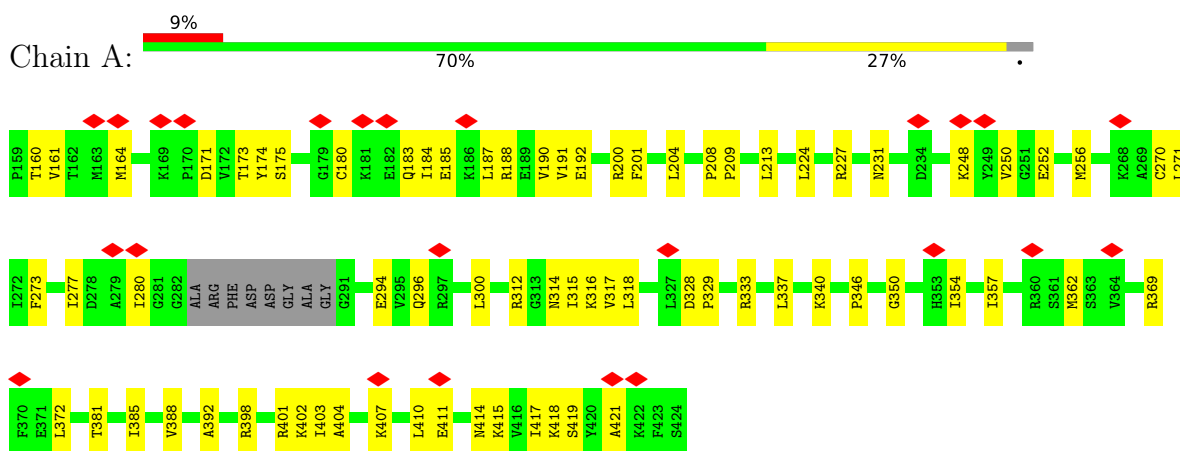 9%
Chain A:
70% 27% •
P159 T160 V161 T162 M163 M164 K169 P170 D171 V172 T173 Y174 S175 G179 C180 K181 E182 Q183 I184 E185 K186 L187 R188 E189 V190 V191 E192 R200 F201 L204 P208 P209 L213 L224 R227 N231 D234 K248 Y249 V250 G251 E252 M256 K268 A269 C270 L271
I272 F273 I277 D278 A279 I280 G281 G282 ALA ARG PHE ASP ASP GLY ALA GLY G291 E294 V295 Q296 R297 L300 R312 G313 N314 I315 K316 V317 L318 L327 D328 P329 R333 L337 K340 P346 G350 H353 I354 I357 R360 S361 M362 S363 V364 R369
F370 E371 L372 T381 I385 V388 A392 R398 R401 K402 I403 A404 K407 L410 E411 N414 K415 V416 I417 K418 S419 Y420 A421 K422 F423 S424